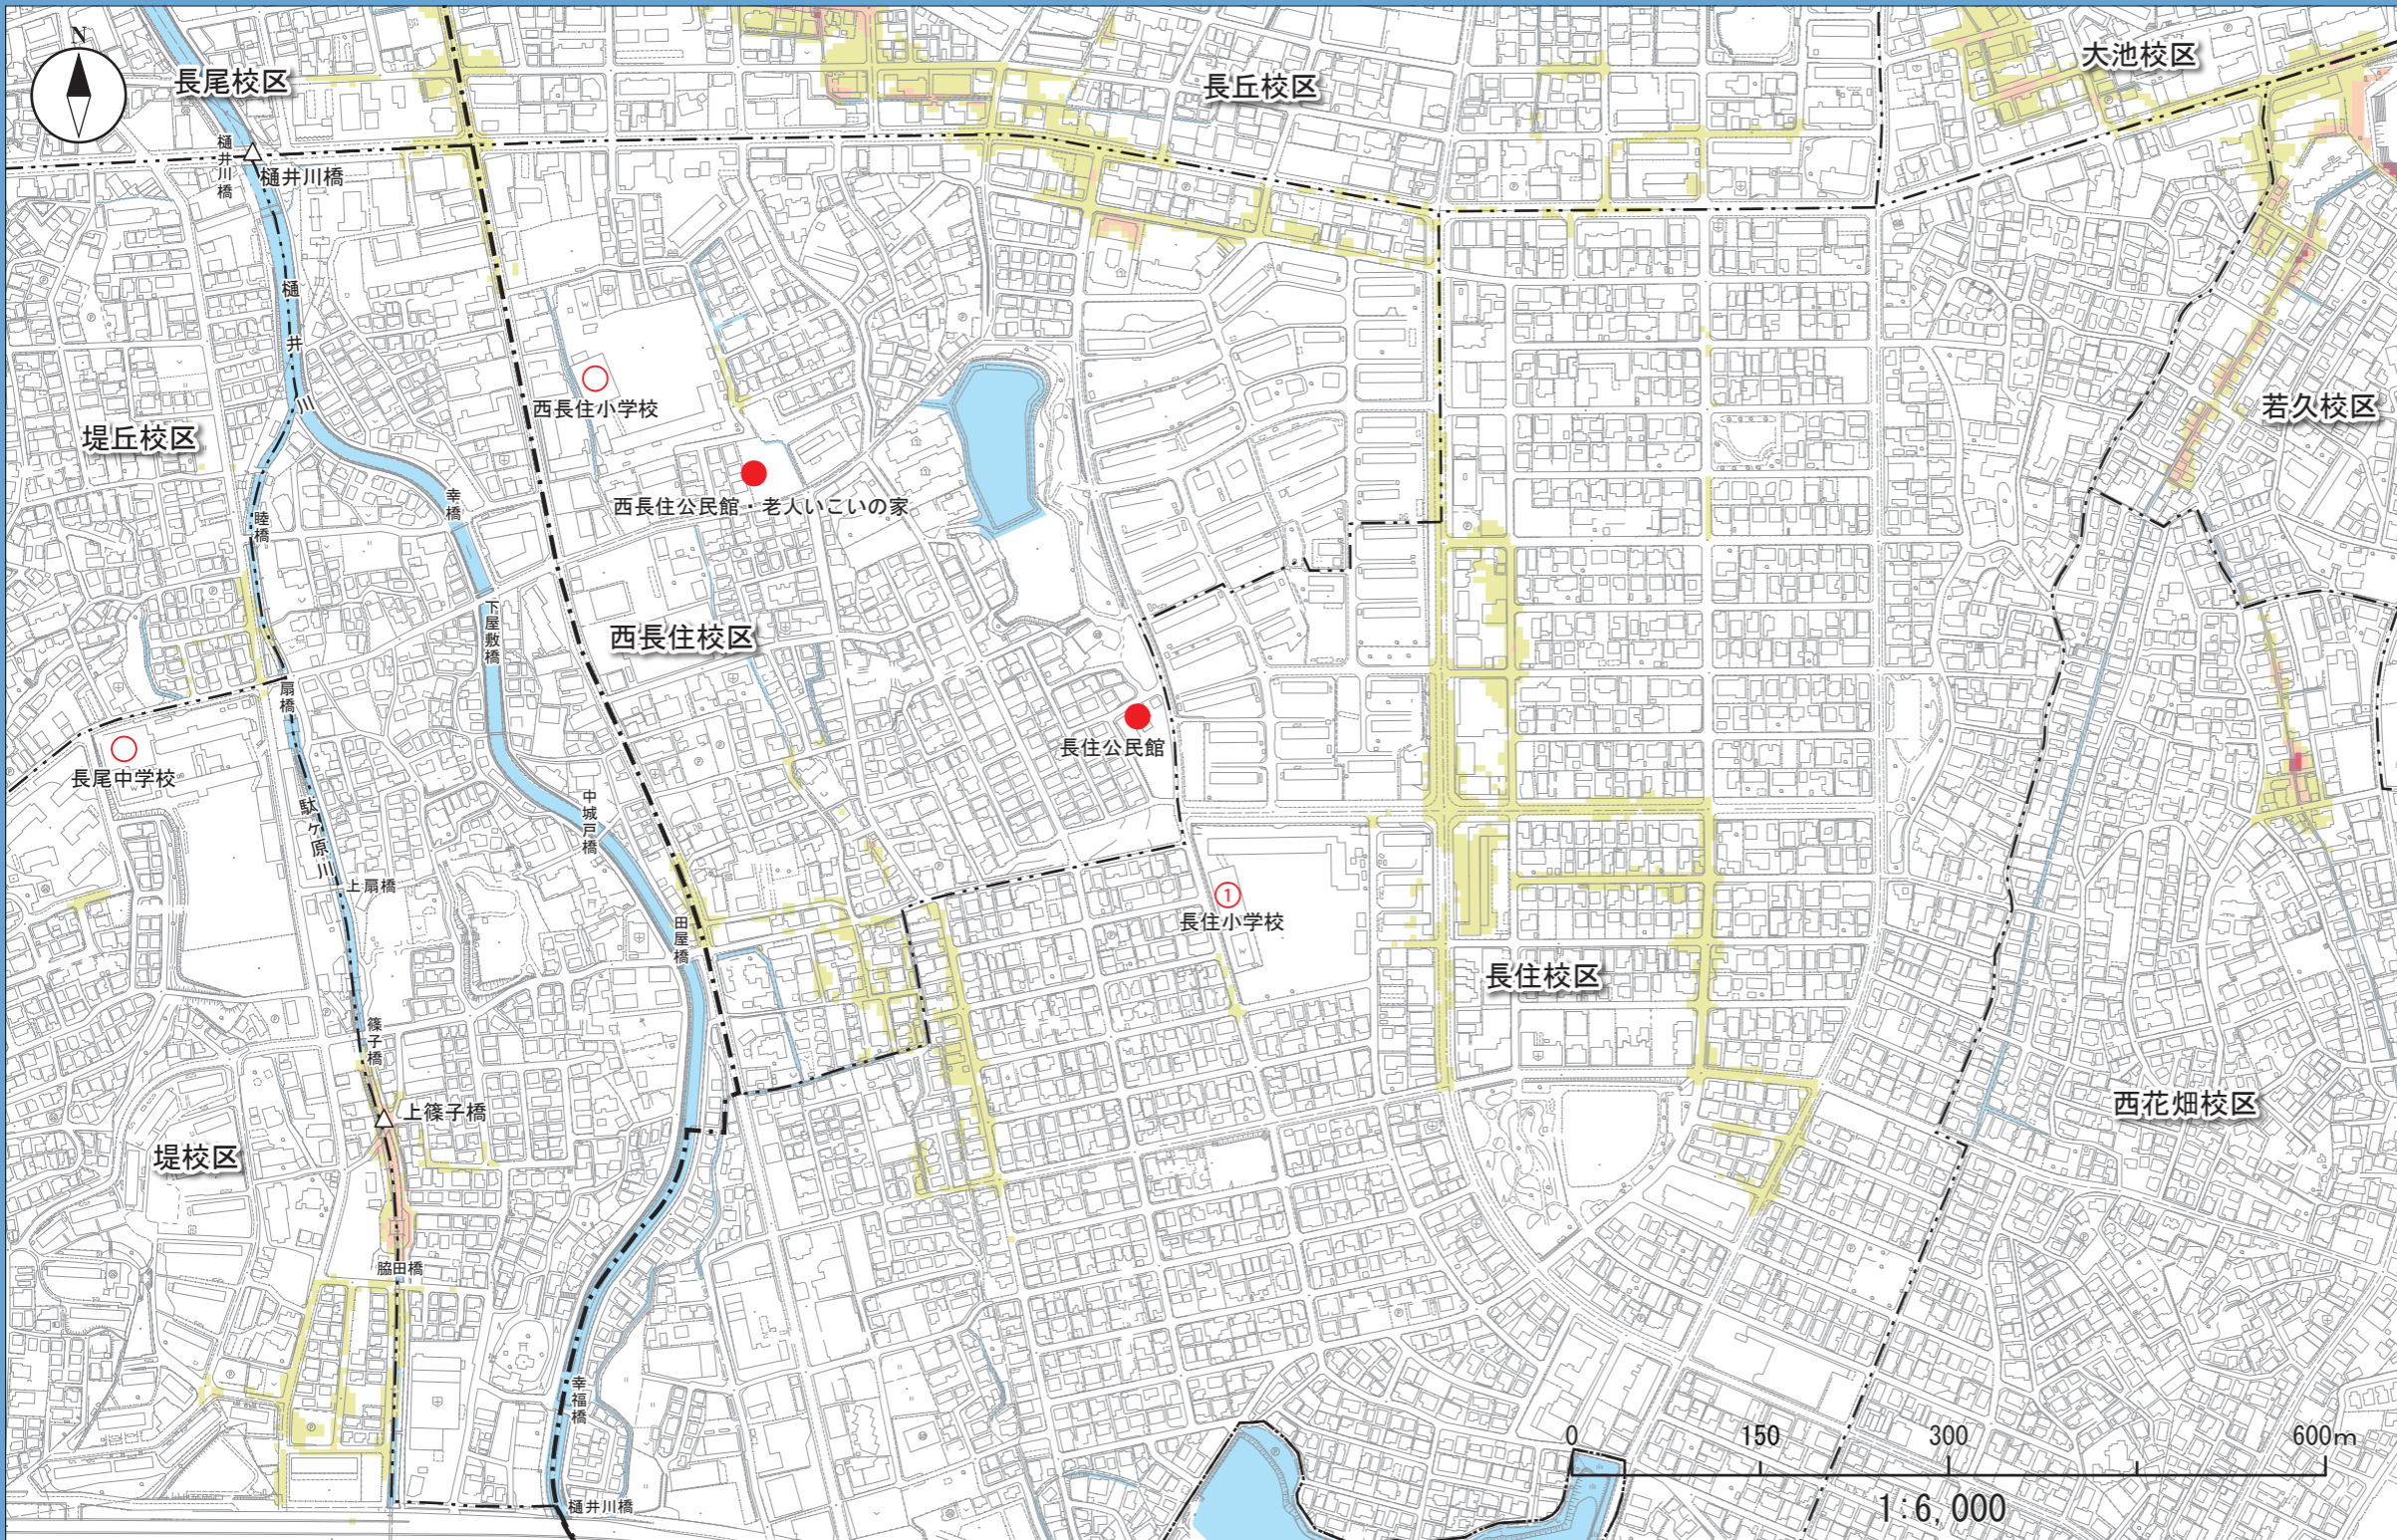 N
長尾校区
長丘校区
大池校区
樋井川橋
樋井川橋
樋井川
西長住小学校
堤丘校区
若久校区
幸橋
西長住公民館・老人いこいの家
睦橋
下屋敷橋
西長住校区
扇橋
長住公民館
長尾中学校
駄ヶ原川
中城戸橋
上扇橋
1
長住小学校
田屋橋
長住校区
篠子橋
上篠子橋
西花畑校区
堤校区
脇田橋
幸福橋
0 150 300 600m
樋井川橋
1:6,000